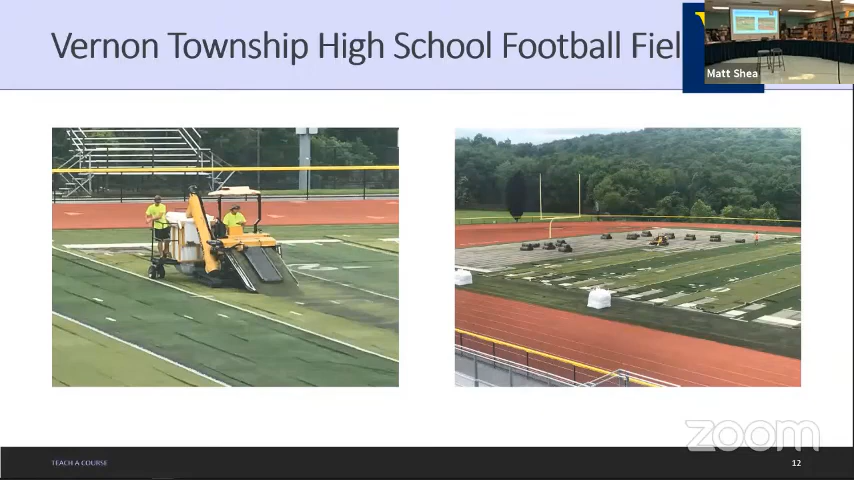 Vernon Township High School Football Fiel
Matt Shea
zoom
TEACH A COURSE
12